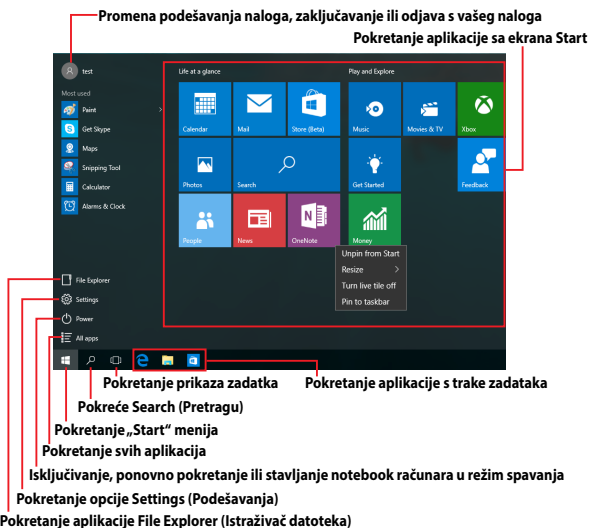 Promena podešavanja naloga, zaključavanje ili odjava s vašeg naloga
Pokretanje aplikacije sa ekrana Start
test
Most used
Paint
Get Skype
Maps
Snipping Tool
Calculator
Alarms & Clock
File Explorer
Settings
Power
All apps
Life at a glance
Calendar
Mail
Store (Beta)
Photos
Search
People
News
OneNote
Play and Explore
Music
Movies & TV
Xbox
Get Started
Feedback
Money
Unpin from Start
Resize
Turn live tile off
Pin to taskbar
Pokretanje prikaza zadatka
Pokretanje aplikacije s trake zadataka
Pokreće Search (Pretragu)
Pokretanje „Start“ menija
Pokretanje svih aplikacija
Isključivanje, ponovno pokretanje ili stavljanje notebook računara u režim spavanja
Pokretanje opcije Settings (Podešavanja)
Pokretanje aplikacije File Explorer (Istraživač datoteka)